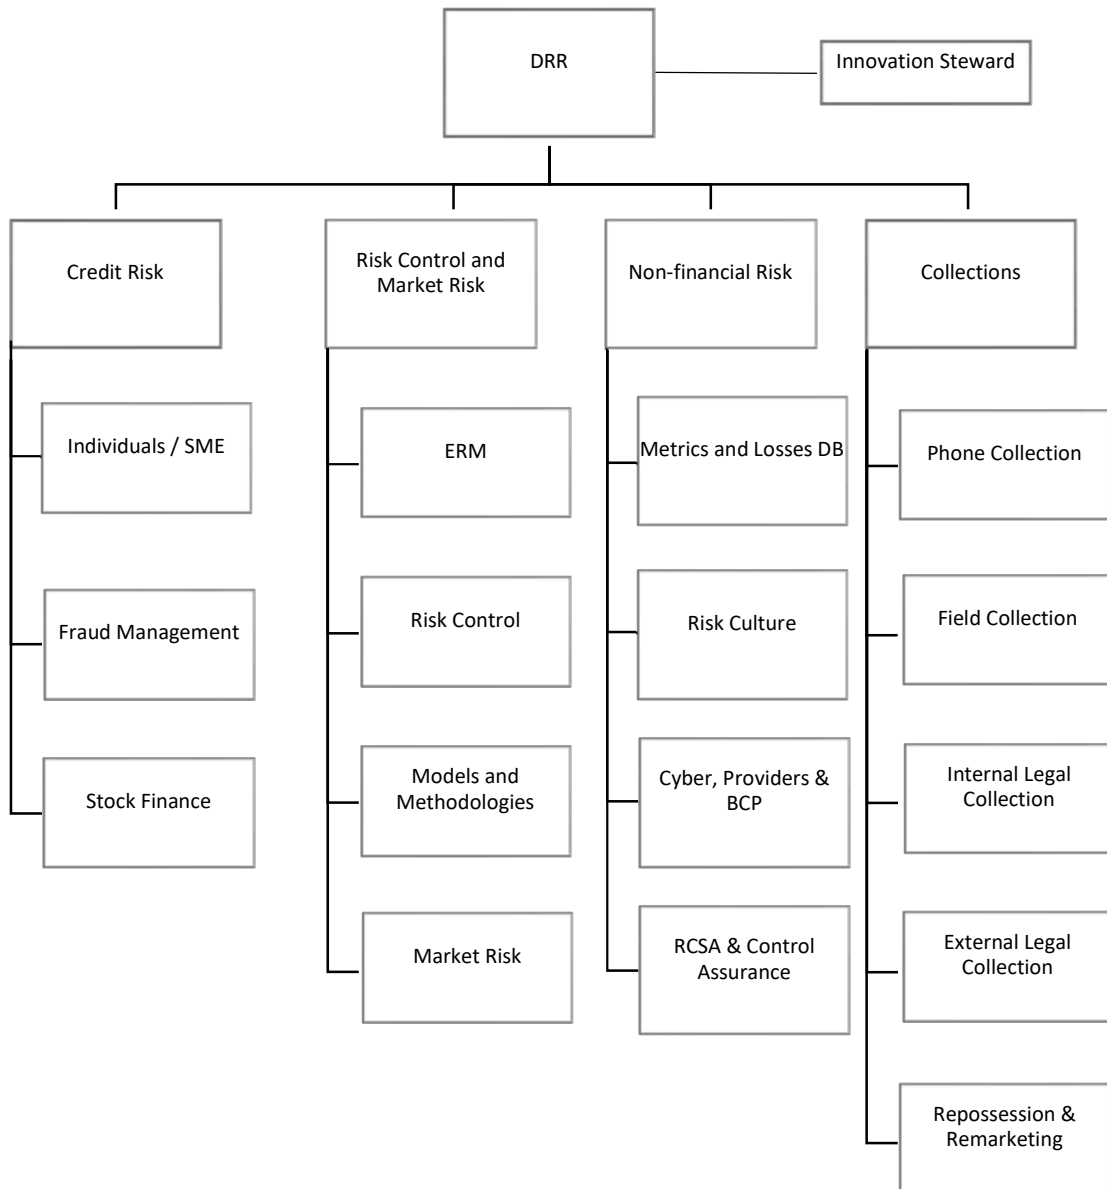 DRR
Innovation Steward
Credit Risk
Risk Control and
Market Risk
Non-financial Risk
Collections
Individuals / SME
Fraud Management
Stock Finance
ERM
Risk Control
Models and
Methodologies
Market Risk
Metrics and Losses DB
Risk Culture
Cyber, Providers &
BCP
RCSA & Control
Assurance
Phone Collection
Field Collection
Internal Legal
Collection
External Legal
Collection
Repossession &
Remarketing